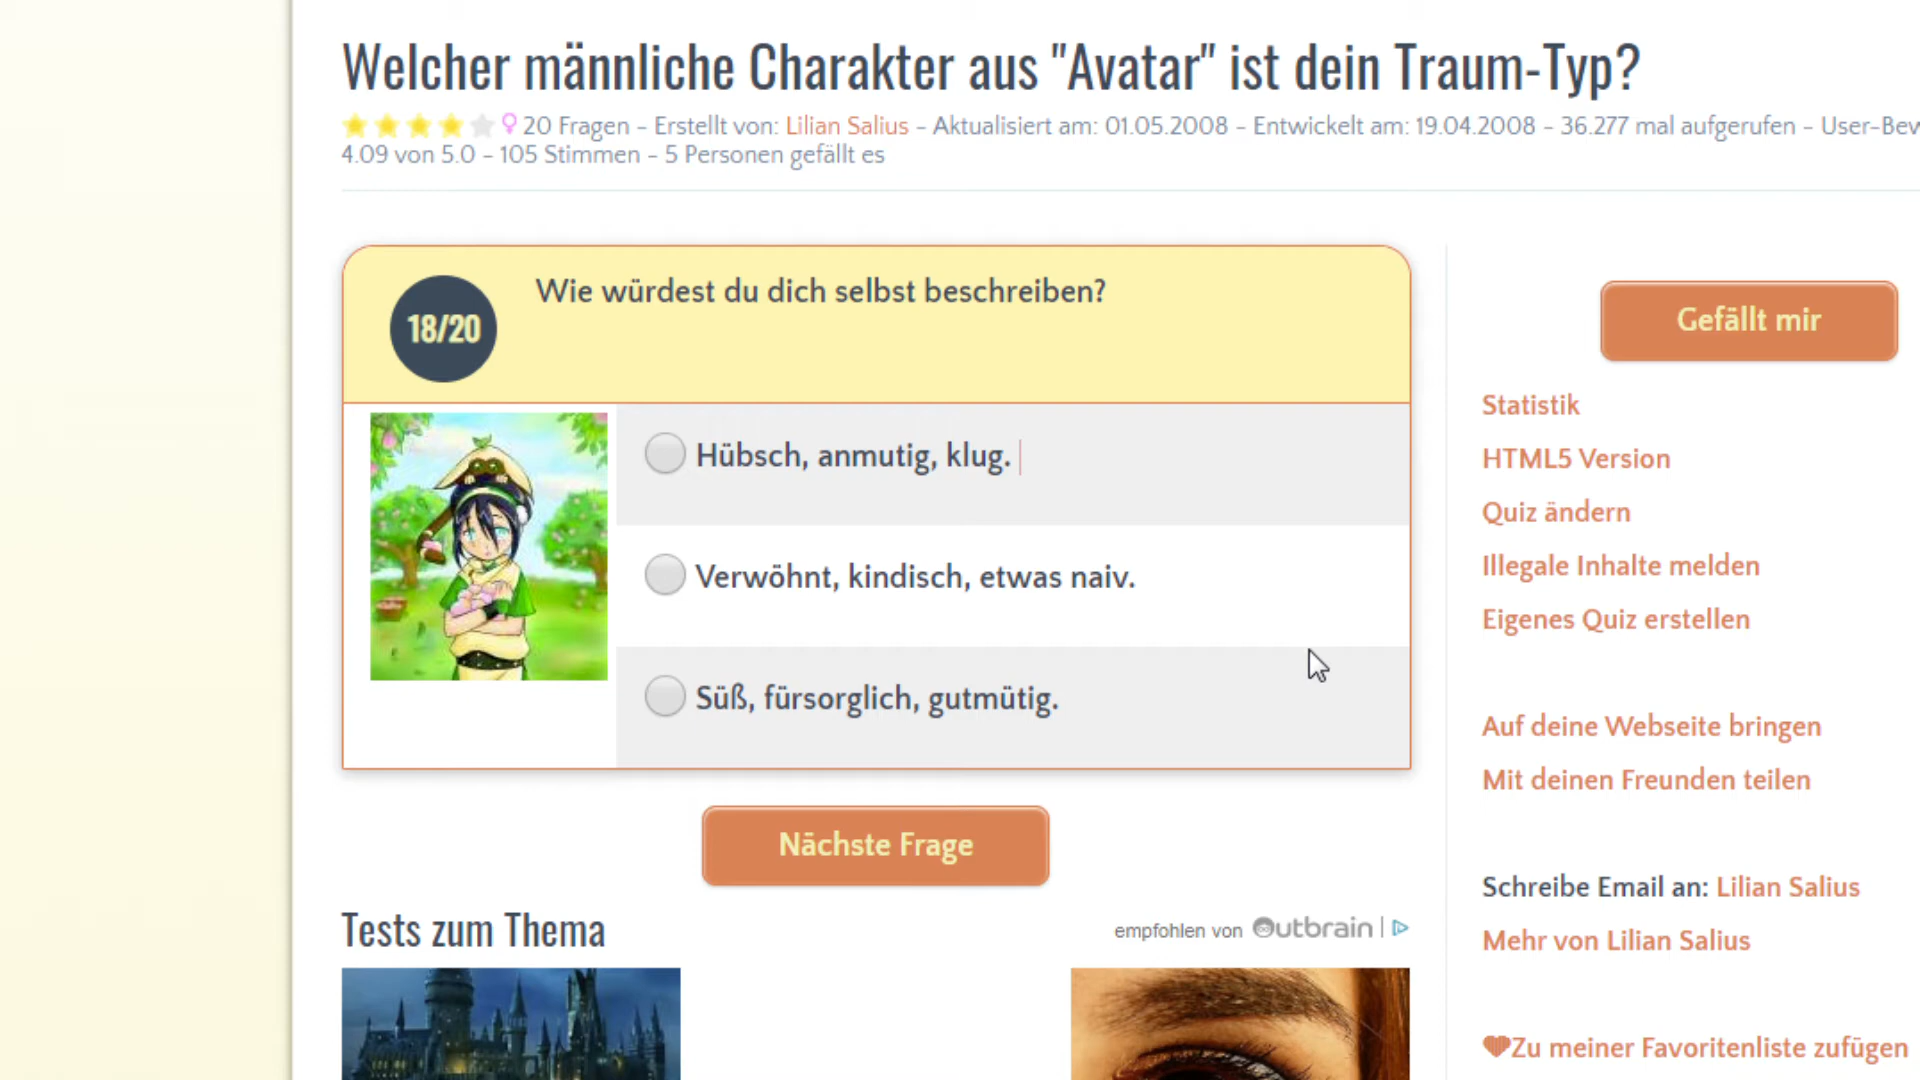 Welcher männliche Charakter aus "Avatar" ist dein Traum-Typ?
20 Fragen - Erstellt von: Lilian Salius - Aktualisiert am: 01.05.2008 - Entwickelt am: 19.04.2008 - 36.277 mal aufgerufen - User-Bew
4.09 von 5.0 - 105 Stimmen - 5 Personen gefällt es
18/20
Wie würdest du dich selbst beschreiben?
Hübsch, anmutig, klug.
Verwöhnt, kindisch, etwas naiv.
Süß, fürsorglich, gutmütig.
Nächste Frage
Tests zum Thema
empfohlen von Outbrain
Gefällt mir
Statistik
HTML5 Version
Quiz ändern
Illegale Inhalte melden
Eigenes Quiz erstellen
Auf deine Webseite bringen
Mit deinen Freunden teilen
Schreibe Email an: Lilian Salius
Mehr von Lilian Salius
Zu meiner Favoritenliste zufügen